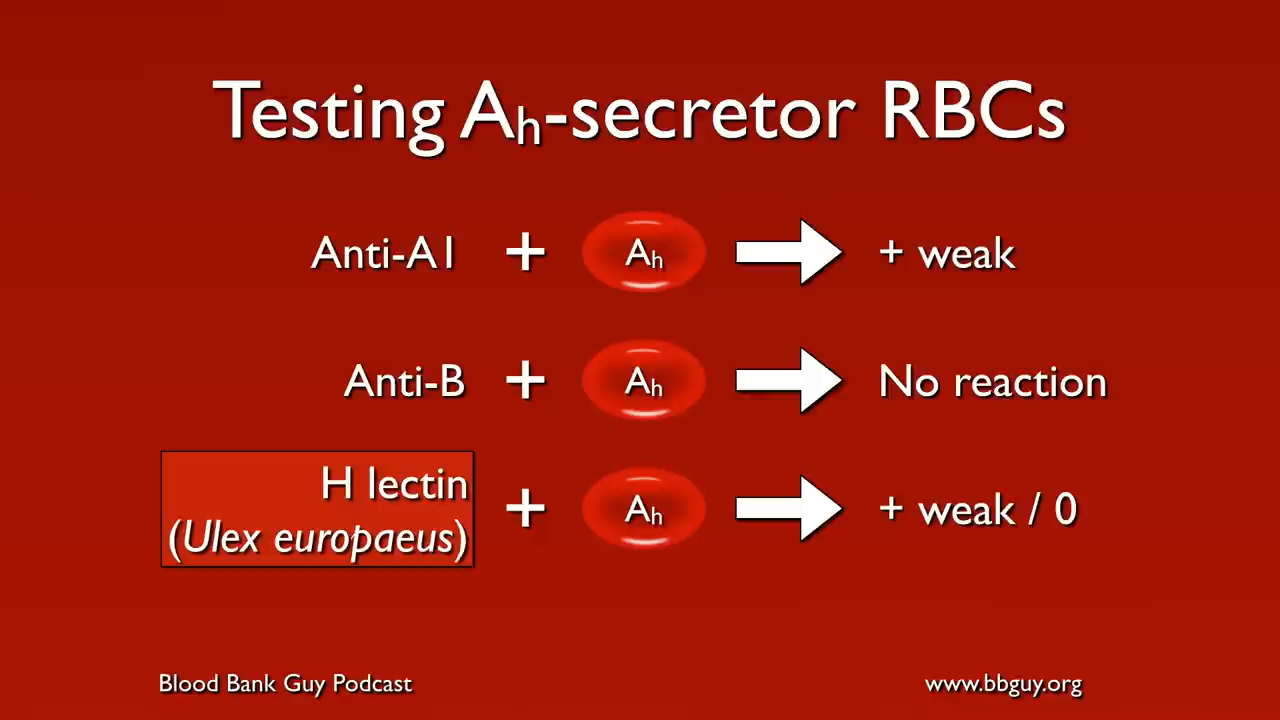 Testing Ah-secretor RBCs
Anti-A1 + Ah + weak
Anti-B + Ah No reaction
H lectin
(Ulex europaeus) + Ah + weak / 0
Blood Bank Guy Podcast www.bbguy.org